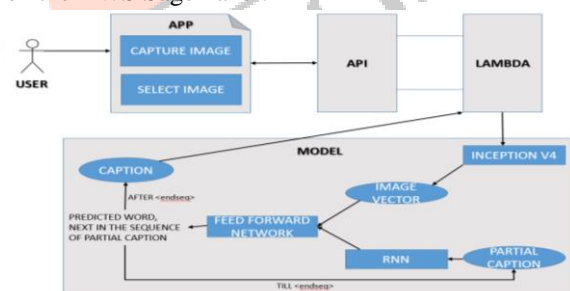 APP
CAPTURE IMAGE
SELECT IMAGE
USER
API
LAMBDA
MODEL
INCEPTION V4
CAPTION
IMAGE
VECTOR
AFTER <endseq>
PREDICTED WORD,
NEXT IN THE SEQUENCE
OF PARTIAL CAPTION
FEED FORWARD
NETWORK
RNN
PARTIAL
CAPTION
TILL <endseq>